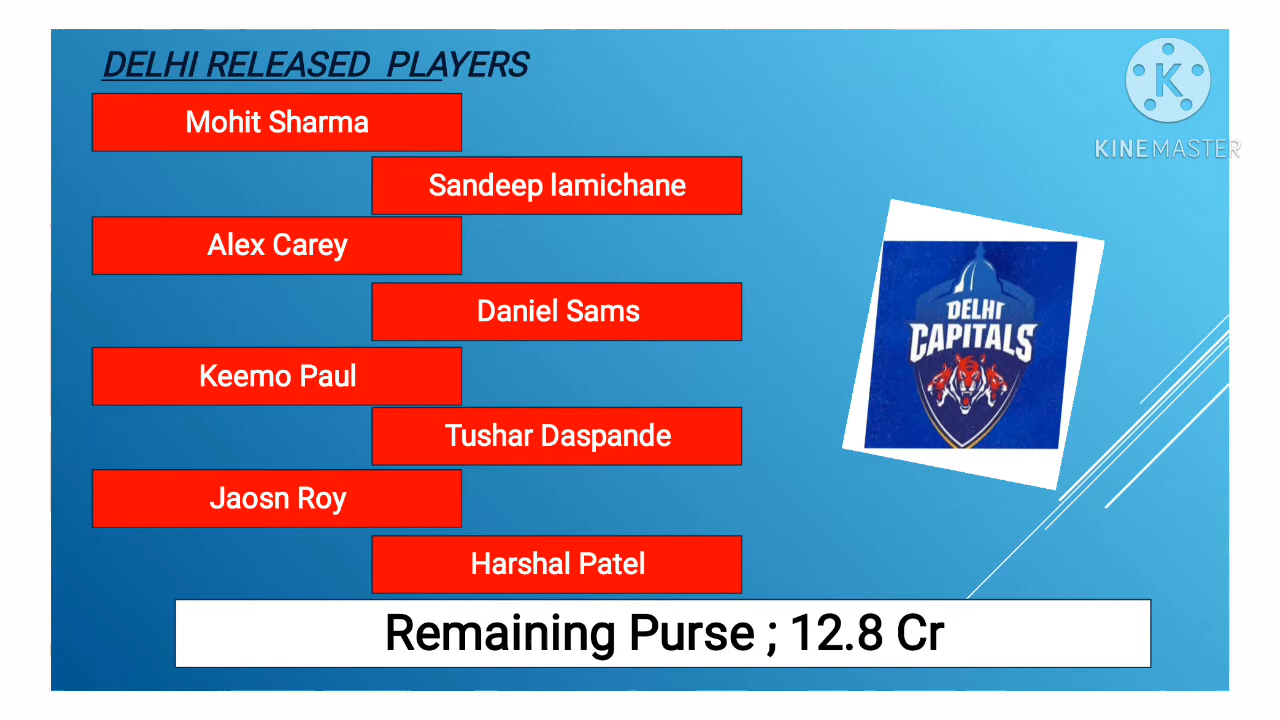 DELHI RELEASED PLAYERS
Mohit Sharma
Sandeep lamichane
Alex Carey
Daniel Sams
Keemo Paul
Tushar Daspande
Jaosn Roy
Harshal Patel
Remaining Purse ; 12.8 Cr
K
KINEMASTER
DELHI
CAPITALS